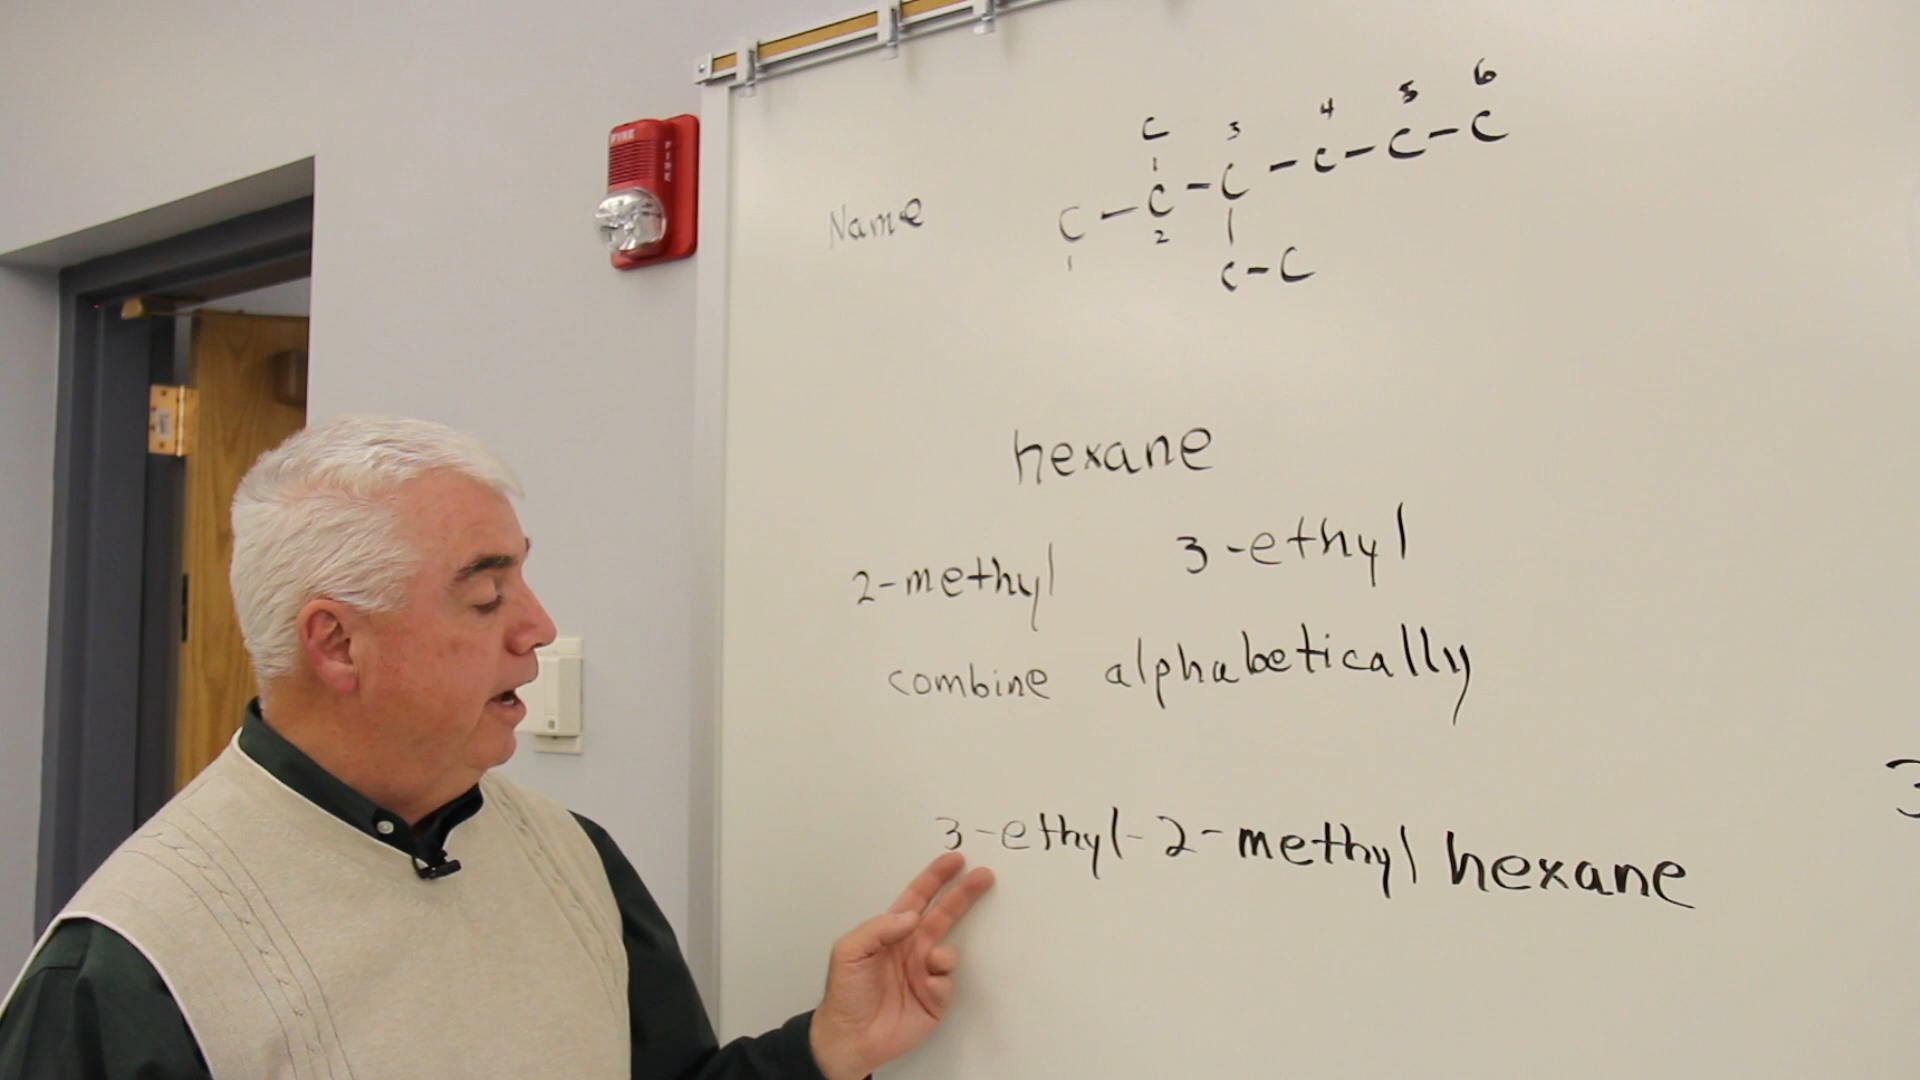 6
5
4
C 3 C-C-C
C-C-C
Name
1 2
C-C
FIRE
FIRE
hexane
2-methyl 3-ethyl
combine alphabetically
3-ethyl-2-methyl hexane
3